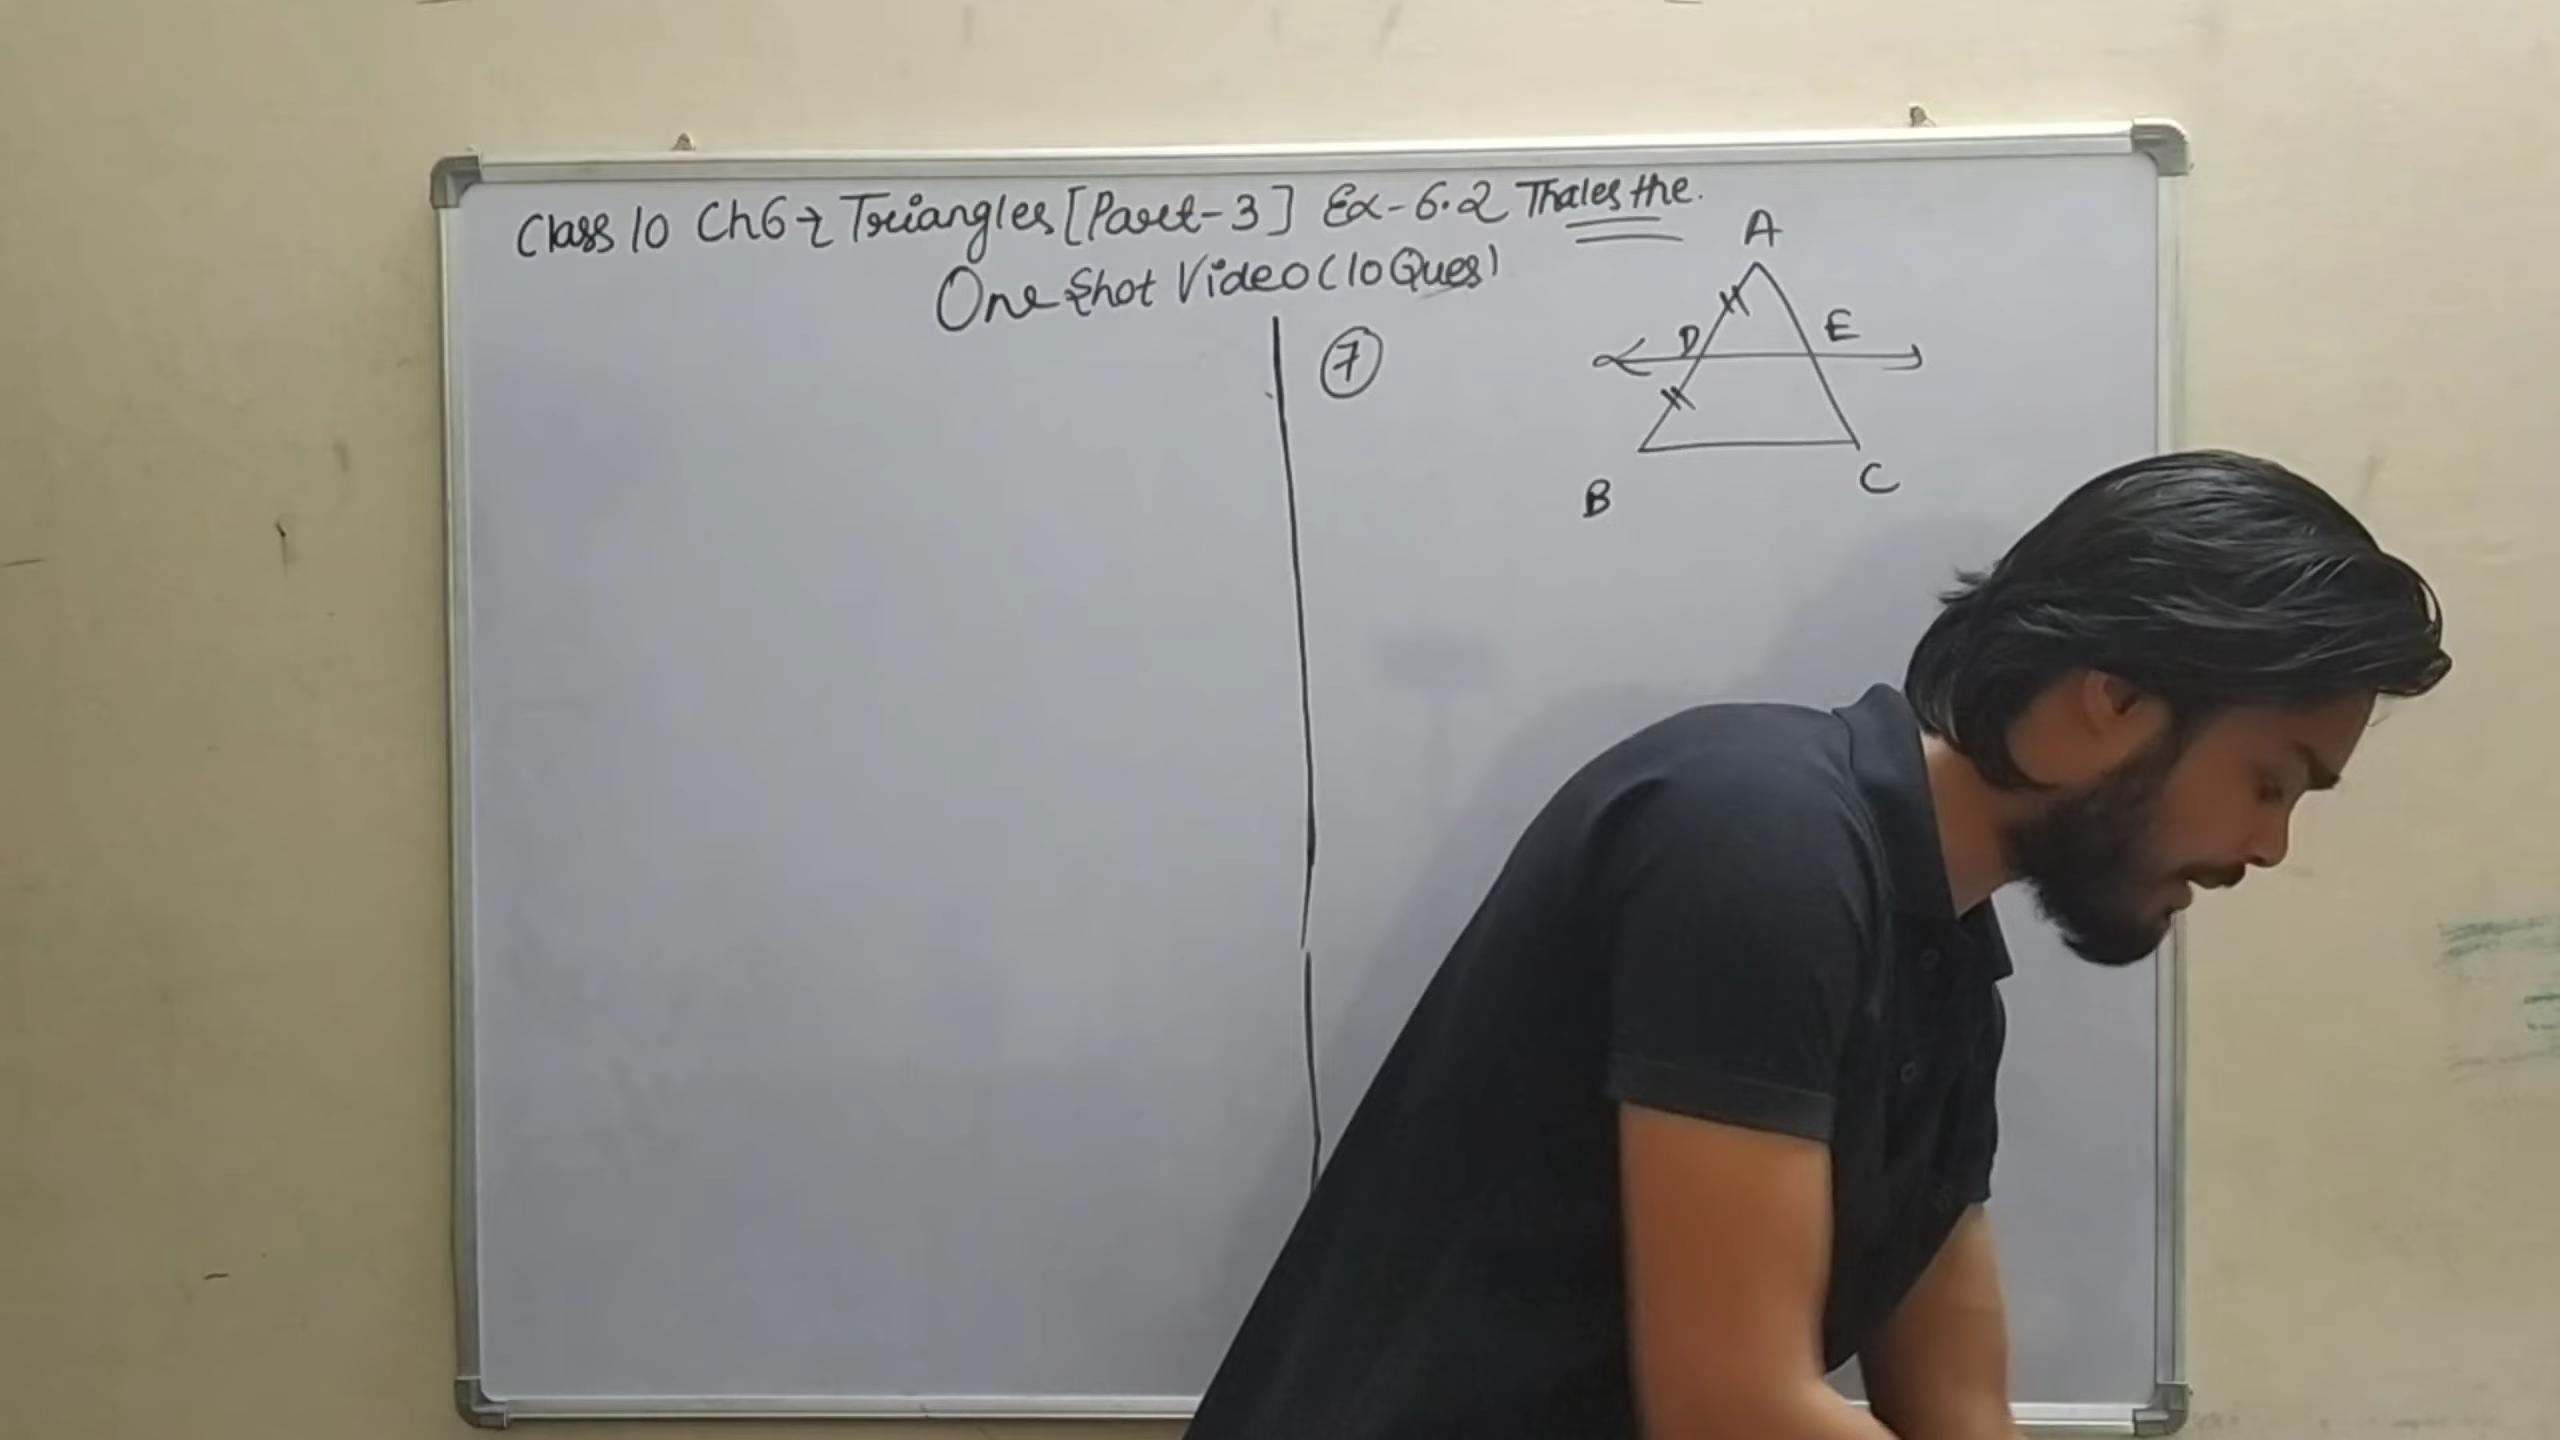 Class 10 Ch6 → Triangles [Part-3] Ex-6.2 Thales the.
One Shot Video (10 Ques)
7
A
D
E
B
C